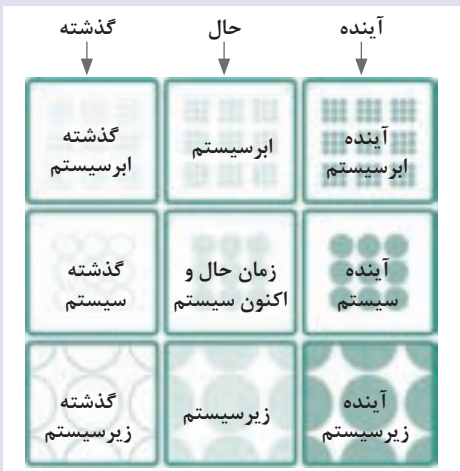 آینده
حال
گذشته
آینده
ابرسیستم
ابرسیستم
گذشته
ابرسیستم
آینده
سیستم
زمان حال و
اکنون سیستم
گذشته
سیستم
آینده
زیرسیستم
زیرسیستم
گذشته
زیرسیستم